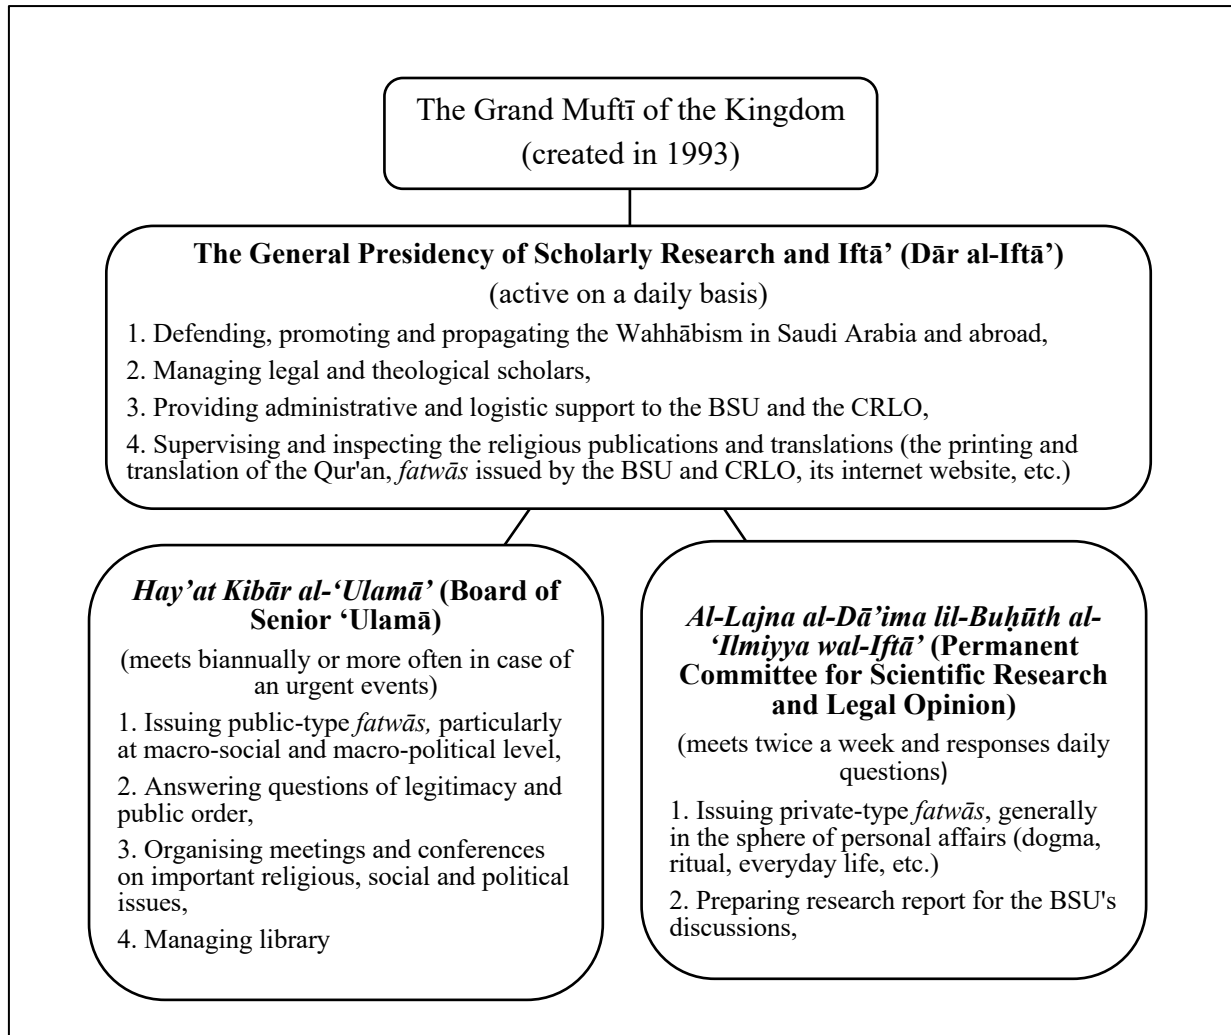 The Grand Muftī of the Kingdom
(created in 1993)
The General Presidency of Scholarly Research and Iftā’ (Dār al-Iftā’)
(active on a daily basis)
1. Defending, promoting and propagating the Wahhābism in Saudi Arabia and abroad,
2. Managing legal and theological scholars,
3. Providing administrative and logistic support to the BSU and the CRLO,
4. Supervising and inspecting the religious publications and translations (the printing and
translation of the Qur'an, fatwās issued by the BSU and CRLO, its internet website, etc.)
Hay’at Kibār al-‘Ulamā’ (Board of
Senior ‘Ulamā)
(meets biannually or more often in case of
an urgent events)
1. Issuing public-type fatwās, particularly
at macro-social and macro-political level,
2. Answering questions of legitimacy and
public order,
3. Organising meetings and conferences
on important religious, social and political
issues,
4. Managing library
Al-Lajna al-Dā’ima lil-Buḥūth al-
‘Ilmiyya wal-Iftā’ (Permanent
Committee for Scientific Research
and Legal Opinion)
(meets twice a week and responses daily
questions)
1. Issuing private-type fatwās, generally
in the sphere of personal affairs (dogma,
ritual, everyday life, etc.)
2. Preparing research report for the BSU's
discussions,